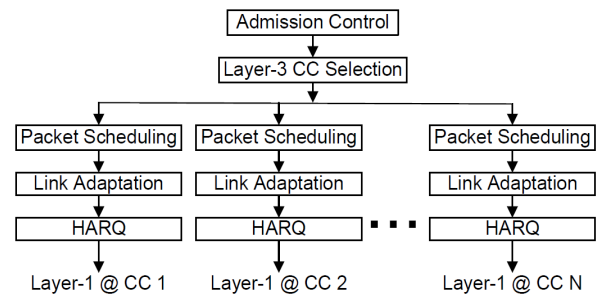 Admission Control
Layer-3 CC Selection
Packet Scheduling Packet Scheduling Packet Scheduling
Link Adaptation Link Adaptation Link Adaptation
HARQ HARQ HARQ
Layer-1 @ CC 1 Layer-1 @ CC 2 Layer-1 @ CC N